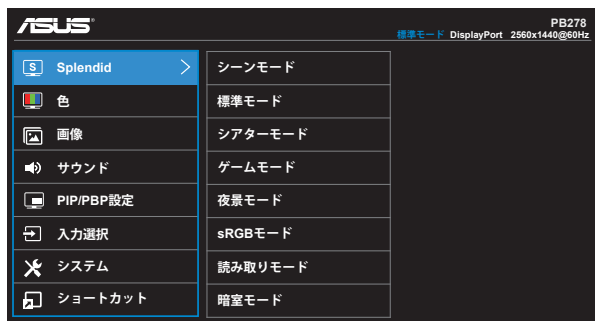 ASUS
PB278
標準モード DisplayPort 2560x1440@60Hz
S Splendid
色
画像
サウンド
PIP/PBP設定
入力選択
システム
ショートカット
シーンモード
標準モード
シアターモード
ゲームモード
夜景モード
sRGBモード
読み取りモード
暗室モード